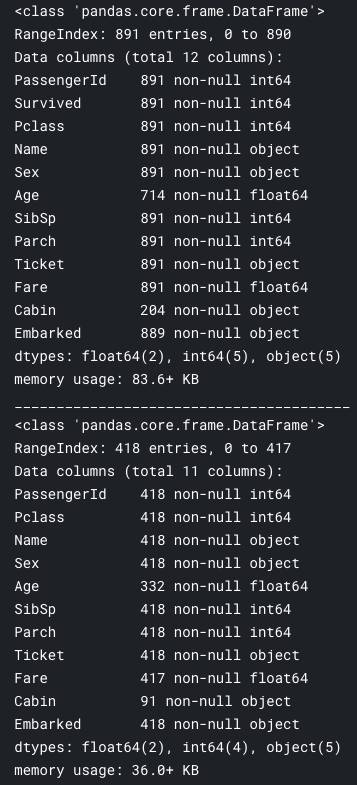 <class 'pandas.core.frame.DataFrame'>
RangeIndex: 891 entries, 0 to 890
Data columns (total 12 columns):
PassengerId    891 non-null int64
Survived       891 non-null int64
Pclass         891 non-null int64
Name           891 non-null object
Sex            891 non-null object
Age            714 non-null float64
SibSp          891 non-null int64
Parch          891 non-null int64
Ticket         891 non-null object
Fare           891 non-null float64
Cabin          204 non-null object
Embarked       889 non-null object
dtypes: float64(2), int64(5), object(5)
memory usage: 83.6+ KB
________________________________________
<class 'pandas.core.frame.DataFrame'>
RangeIndex: 418 entries, 0 to 417
Data columns (total 11 columns):
PassengerId    418 non-null int64
Pclass         418 non-null int64
Name           418 non-null object
Sex            418 non-null object
Age            332 non-null float64
SibSp          418 non-null int64
Parch          418 non-null int64
Ticket         418 non-null object
Fare           417 non-null float64
Cabin          91 non-null object
Embarked       418 non-null object
dtypes: float64(2), int64(4), object(5)
memory usage: 36.0+ KB